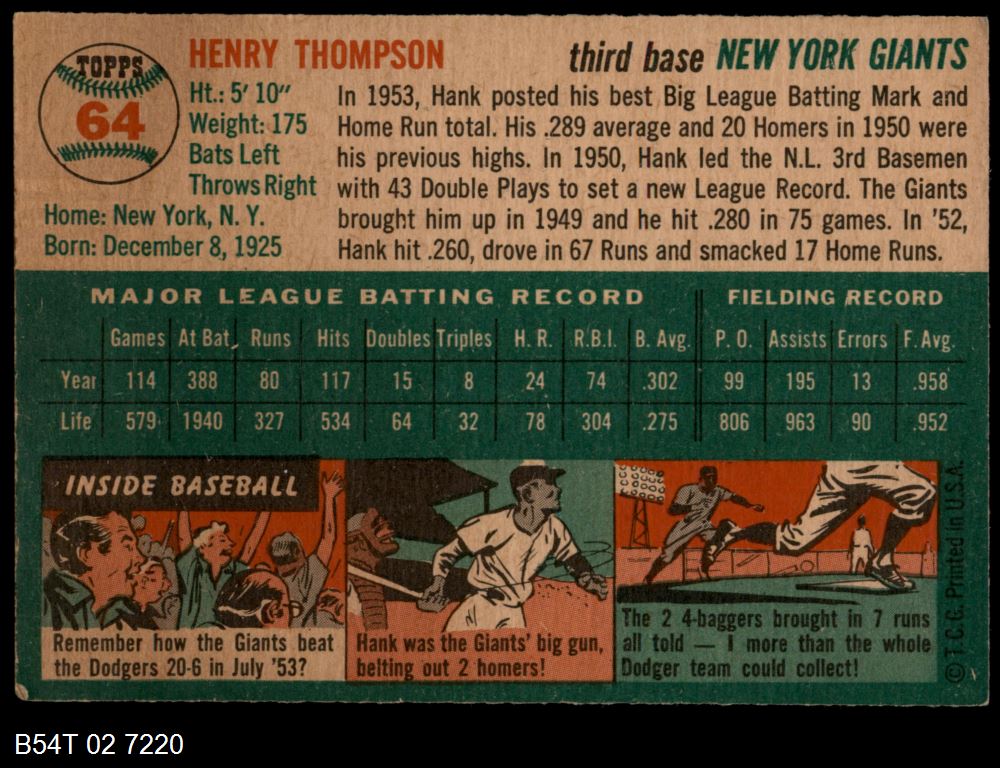 TOPPS
64
HENRY THOMPSON
third base NEW YORK GIANTS
Ht.: 5' 10"
Weight: 175
Bats Left
Throws Right
Home: New York, N. Y.
Born: December 8, 1925
In 1953, Hank posted his best Big League Batting Mark and
Home Run total. His .289 average and 20 Homers in 1950 were
his previous highs. In 1950, Hank led the N.L. 3rd Basemen
with 43 Double Plays to set a new League Record. The Giants
brought him up in 1949 and he hit .280 in 75 games. In '52,
Hank hit .260, drove in 67 Runs and smacked 17 Home Runs.
MAJOR LEAGUE BATTING RECORD FIELDING RECORD
Games At Bat Runs Hits Doubles Triples H. R. R.B.I. B. Avg. P. O. Assists Errors F. Avg.
Year 114 388 80 117 15 8 24 74 .302 99 195 13 .958
Life 579 1940 327 534 64 32 78 304 .275 806 963 90 .952
INSIDE BASEBALL
Remember how the Giants beat
the Dodgers 20-6 in July '53?
Hank was the Giants' big gun,
belting out 2 homers!
The 2 4-baggers brought in 7 runs
all told — 1 more than the whole
Dodger team could collect!
© T. C. G. Printed in U.S.A.
B54T 02 7220